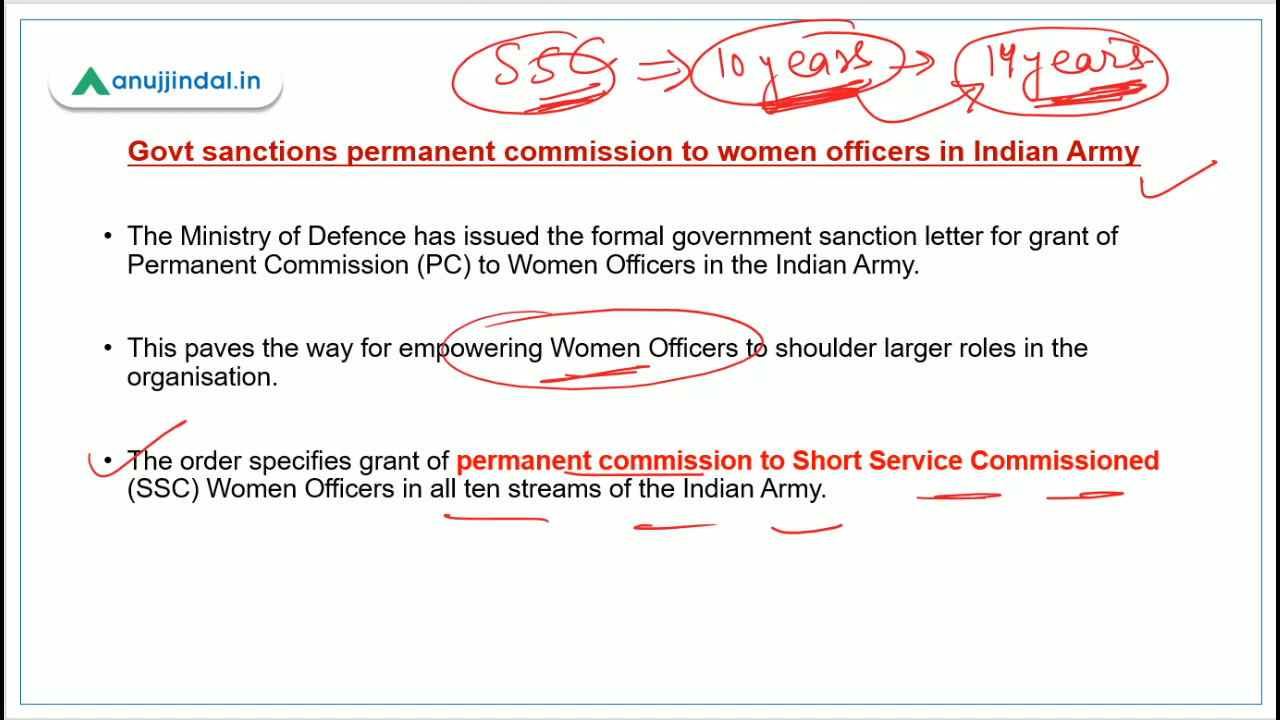 SSC ⇒ 10 years → 14 years
anujjindal.in
Govt sanctions permanent commission to women officers in Indian Army
• The Ministry of Defence has issued the formal government sanction letter for grant of
Permanent Commission (PC) to Women Officers in the Indian Army.
• This paves the way for empowering Women Officers to shoulder larger roles in the
organisation.
• The order specifies grant of permanent commission to Short Service Commissioned
(SSC) Women Officers in all ten streams of the Indian Army.